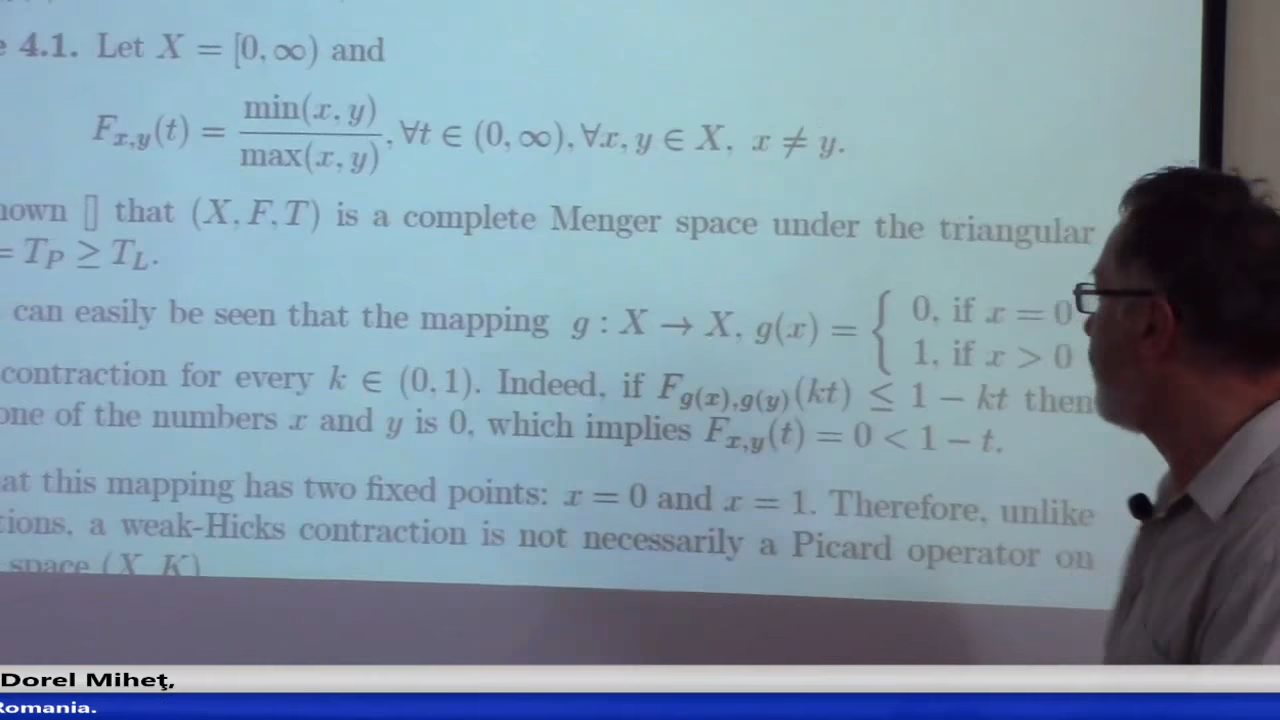 e 4.1. Let X = [0, ∞) and
F_{x,y}(t) = min(x, y) / max(x, y), ∀t ∈ (0, ∞), ∀x, y ∈ X, x ≠ y.
nown [] that (X, F, T) is a complete Menger space under the triangular
= T_P ≥ T_L.
can easily be seen that the mapping g : X → X, g(x) = { 0, if x = 0
1, if x > 0
contraction for every k ∈ (0, 1). Indeed, if F_{g(x),g(y)}(kt) ≤ 1 − kt then
one of the numbers x and y is 0, which implies F_{x,y}(t) = 0 < 1 − t.
at this mapping has two fixed points: x = 0 and x = 1. Therefore, unlike
tions, a weak-Hicks contraction is not necessarily a Picard operator on
space (X, K)
Dorel Miheţ,
Romania.